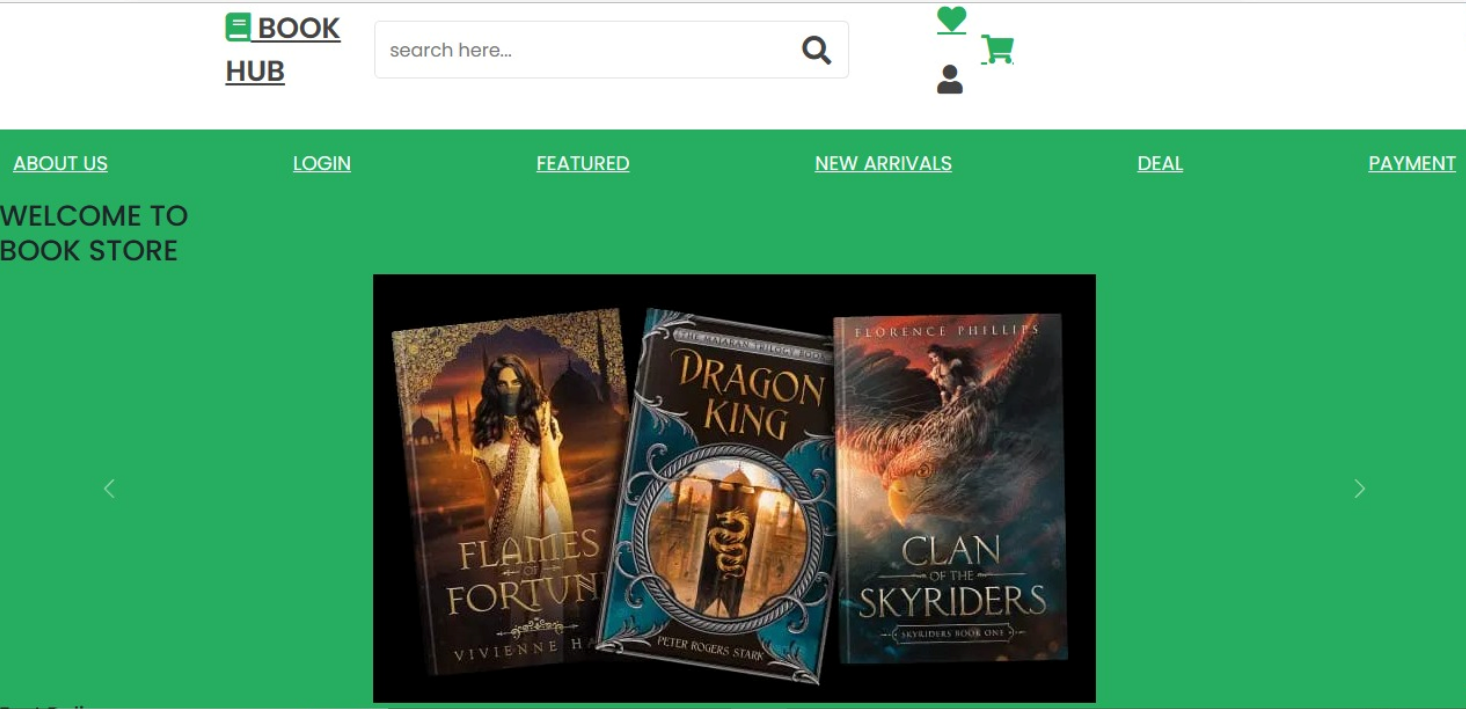 BOOK
HUB
search here...
ABOUT US LOGIN FEATURED NEW ARRIVALS DEAL PAYMENT
WELCOME TO
BOOK STORE
FLAMES
OF
FORTUN
VIVIENNE HA
THE TRILOGY BOOK
DRAGON
KING
PETER ROGERS STARK
FLORENCE PHILLIPS
CLAN
OF THE
SKYRIDERS
SKYRIDERS BOOK ONE